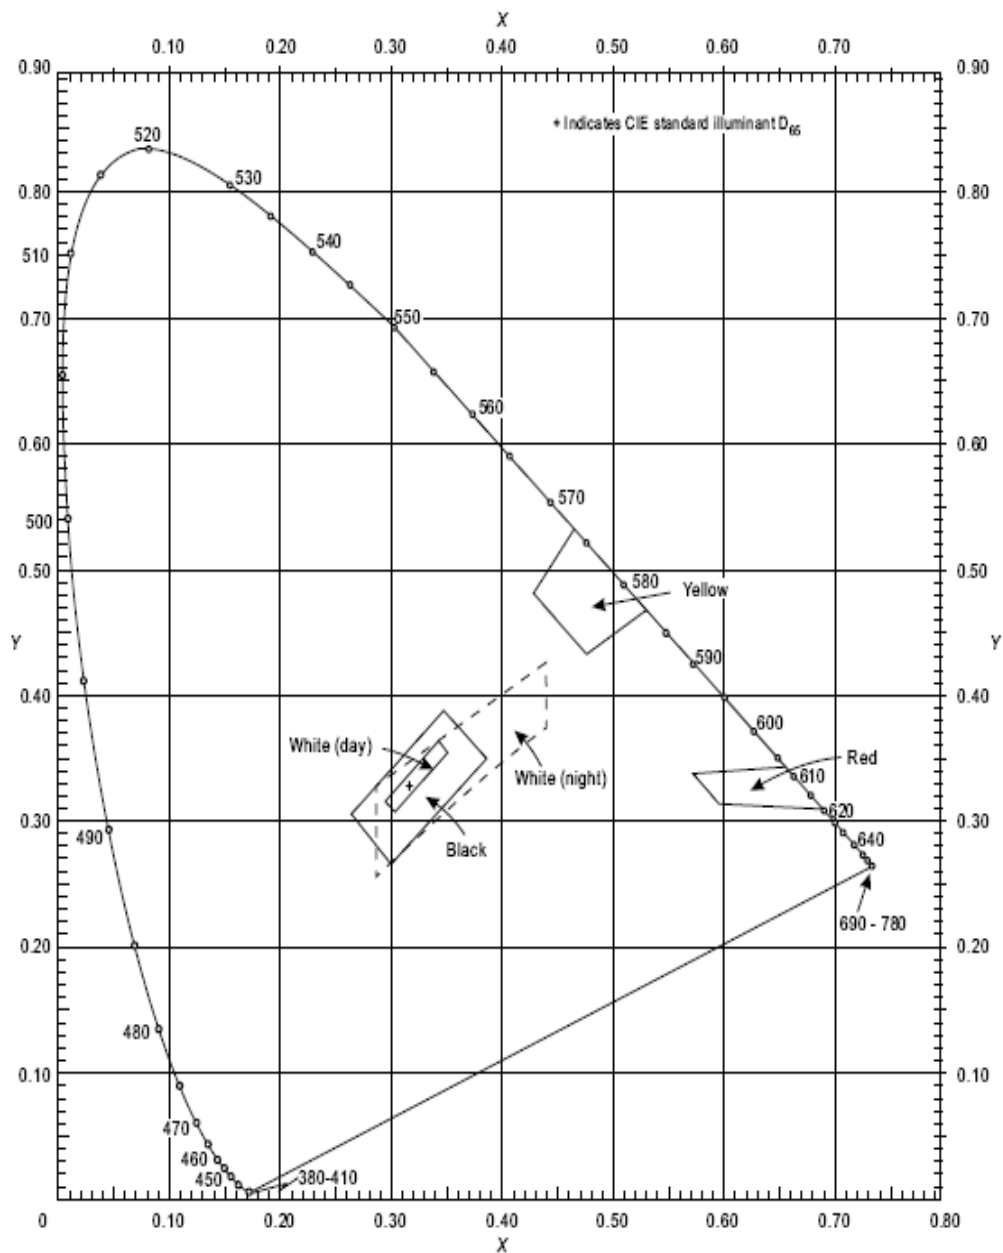 X
0.10 0.20 0.30 0.40 0.50 0.60 0.70
0.90 0.90
+ Indicates CIE standard illuminant D65
520
530
0.80 0.80
540
510
0.70 550 0.70
560
0.60 0.60
570
500
0.50 580 0.50
Yellow
Y Y
590
0.40 0.40
600
White (day)
Red
White (night) 610
0.30 620 0.30
490 640
Black
690 - 780
0.20 0.20
480
0.10 0.10
470
460
450 380-410
0 0.10 0.20 0.30 0.40 0.50 0.60 0.70 0.80
X